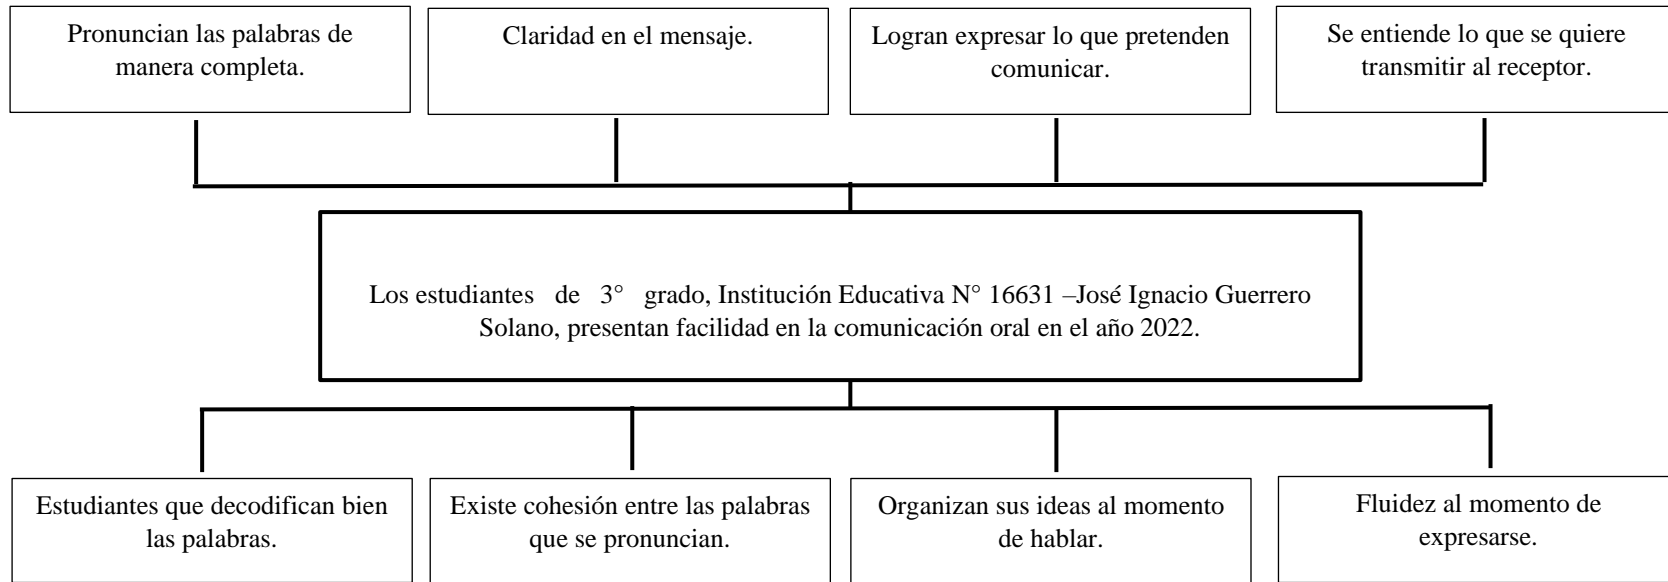 Pronuncian las palabras de
manera completa.
Claridad en el mensaje.
Logran expresar lo que pretenden
comunicar.
Se entiende lo que se quiere
transmitir al receptor.
Los estudiantes de 3° grado, Institución Educativa N° 16631 –José Ignacio Guerrero
Solano, presentan facilidad en la comunicación oral en el año 2022.
Estudiantes que decodifican bien
las palabras.
Existe cohesión entre las palabras
que se pronuncian.
Organizan sus ideas al momento
de hablar.
Fluidez al momento de
expresarse.